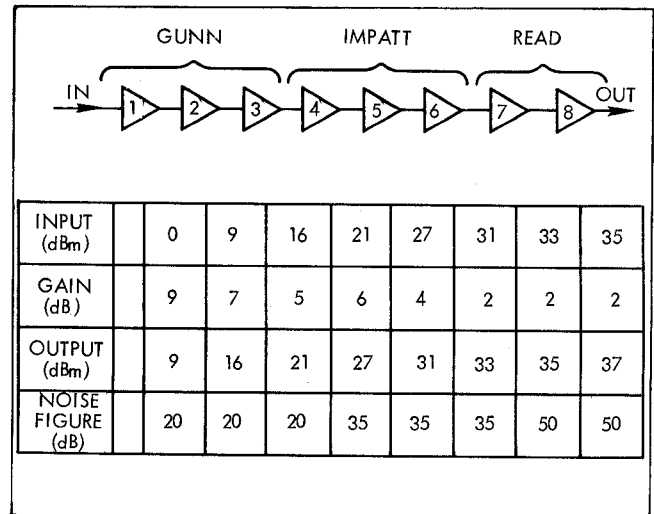 GUNN IMPATT READ
IN 1 2 3 4 5 6 7 8 OUT
INPUT (dBm) 0 9 16 21 27 31 33 35
GAIN (dB) 9 7 5 6 4 2 2 2
OUTPUT (dBm) 9 16 21 27 31 33 35 37
NOISE FIGURE (dB) 20 20 20 35 35 35 50 50